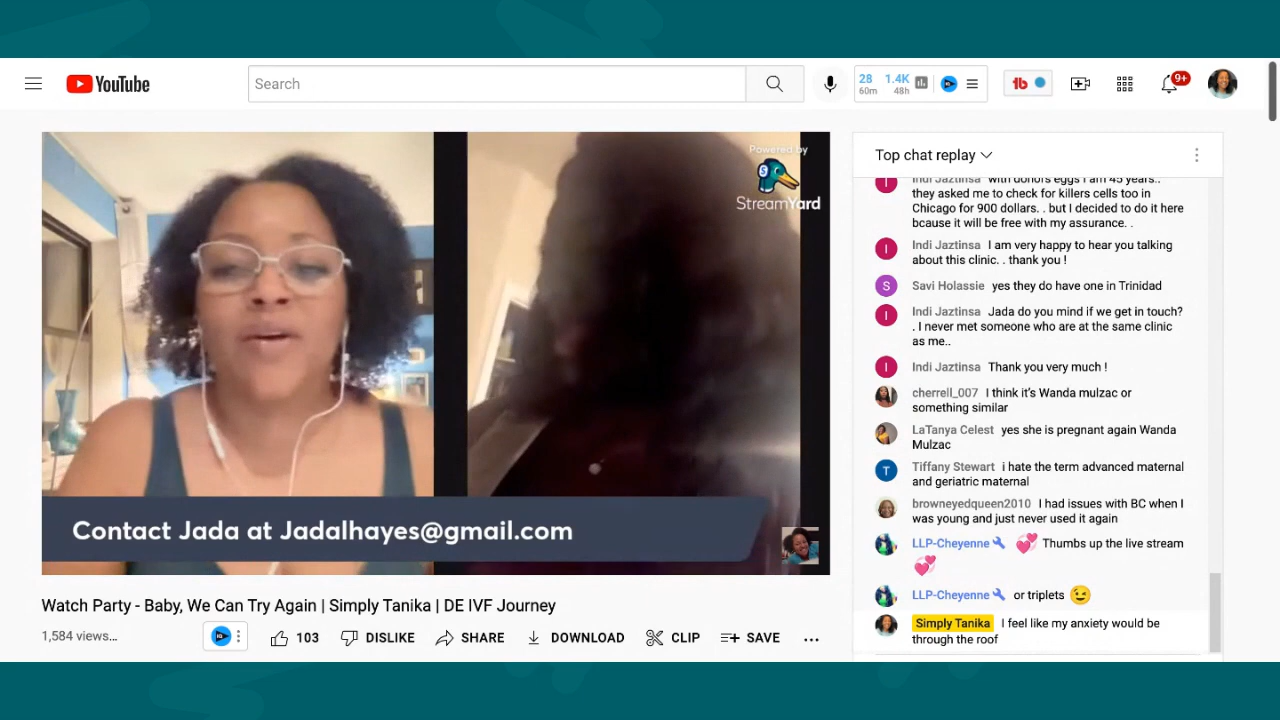 YouTube
Search
28
60m
1.4K
48h
9+
Powered by
StreamYard
Contact Jada at Jadalhayes@gmail.com
Watch Party - Baby, We Can Try Again | Simply Tanika | DE IVF Journey
1,584 views...
103
DISLIKE
SHARE
DOWNLOAD
CLIP
SAVE
Top chat replay
I
Indi Jaztinsa with donors eggs I am 45 years..
they asked me to check for killers cells too in
Chicago for 900 dollars. . but I decided to do it here
bcause it will be free with my assurance. .
I
Indi Jaztinsa I am very happy to hear you talking
about this clinic. . thank you !
S
Savi Holassie yes they do have one in Trinidad
I
Indi Jaztinsa Jada do you mind if we get in touch?
. I never met someone who are at the same clinic
as me..
I
Indi Jaztinsa Thank you very much !
cherrell_007 I think it's Wanda mulzac or
something similar
LaTanya Celest yes she is pregnant again Wanda
Mulzac
T
Tiffany Stewart i hate the term advanced maternal
and geriatric maternal
browneyedqueen2010 I had issues with BC when I
was young and just never used it again
LLP-Cheyenne 💞 Thumbs up the live stream
💞
LLP-Cheyenne or triplets 😉
Simply Tanika I feel like my anxiety would be
through the roof